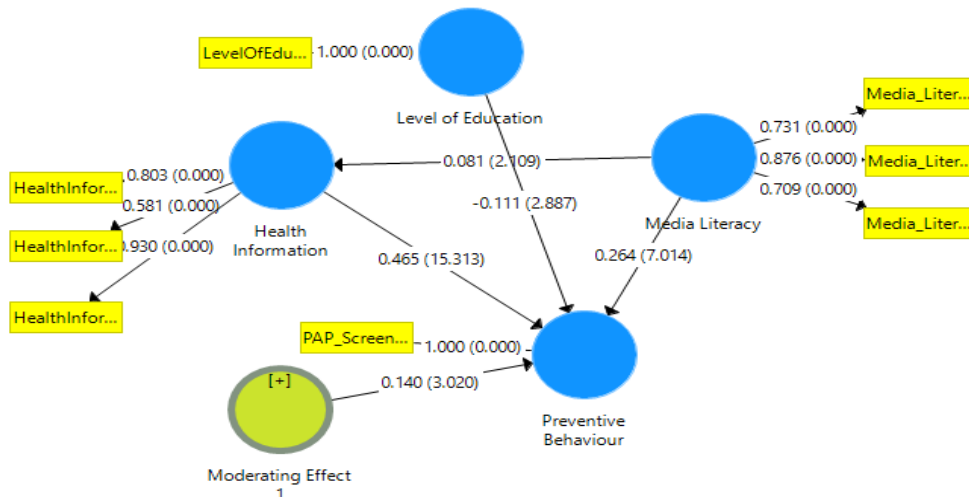 LevelOfEdu...
1.000 (0.000)
Level of Education
Media_Liter...
0.731 (0.000)
0.876 (0.000)
Media_Liter...
0.709 (0.000)
Media_Liter...
Media Literacy
0.081 (2.109)
0.803 (0.000)
HealthInfor...
0.581 (0.000)
HealthInfor...
0.930 (0.000)
HealthInfor...
Health
Information
-0.111 (2.887)
0.465 (15.313)
0.264 (7.014)
PAP_Screen...
1.000 (0.000)
[+]
0.140 (3.020)
Preventive
Behaviour
Moderating Effect
1